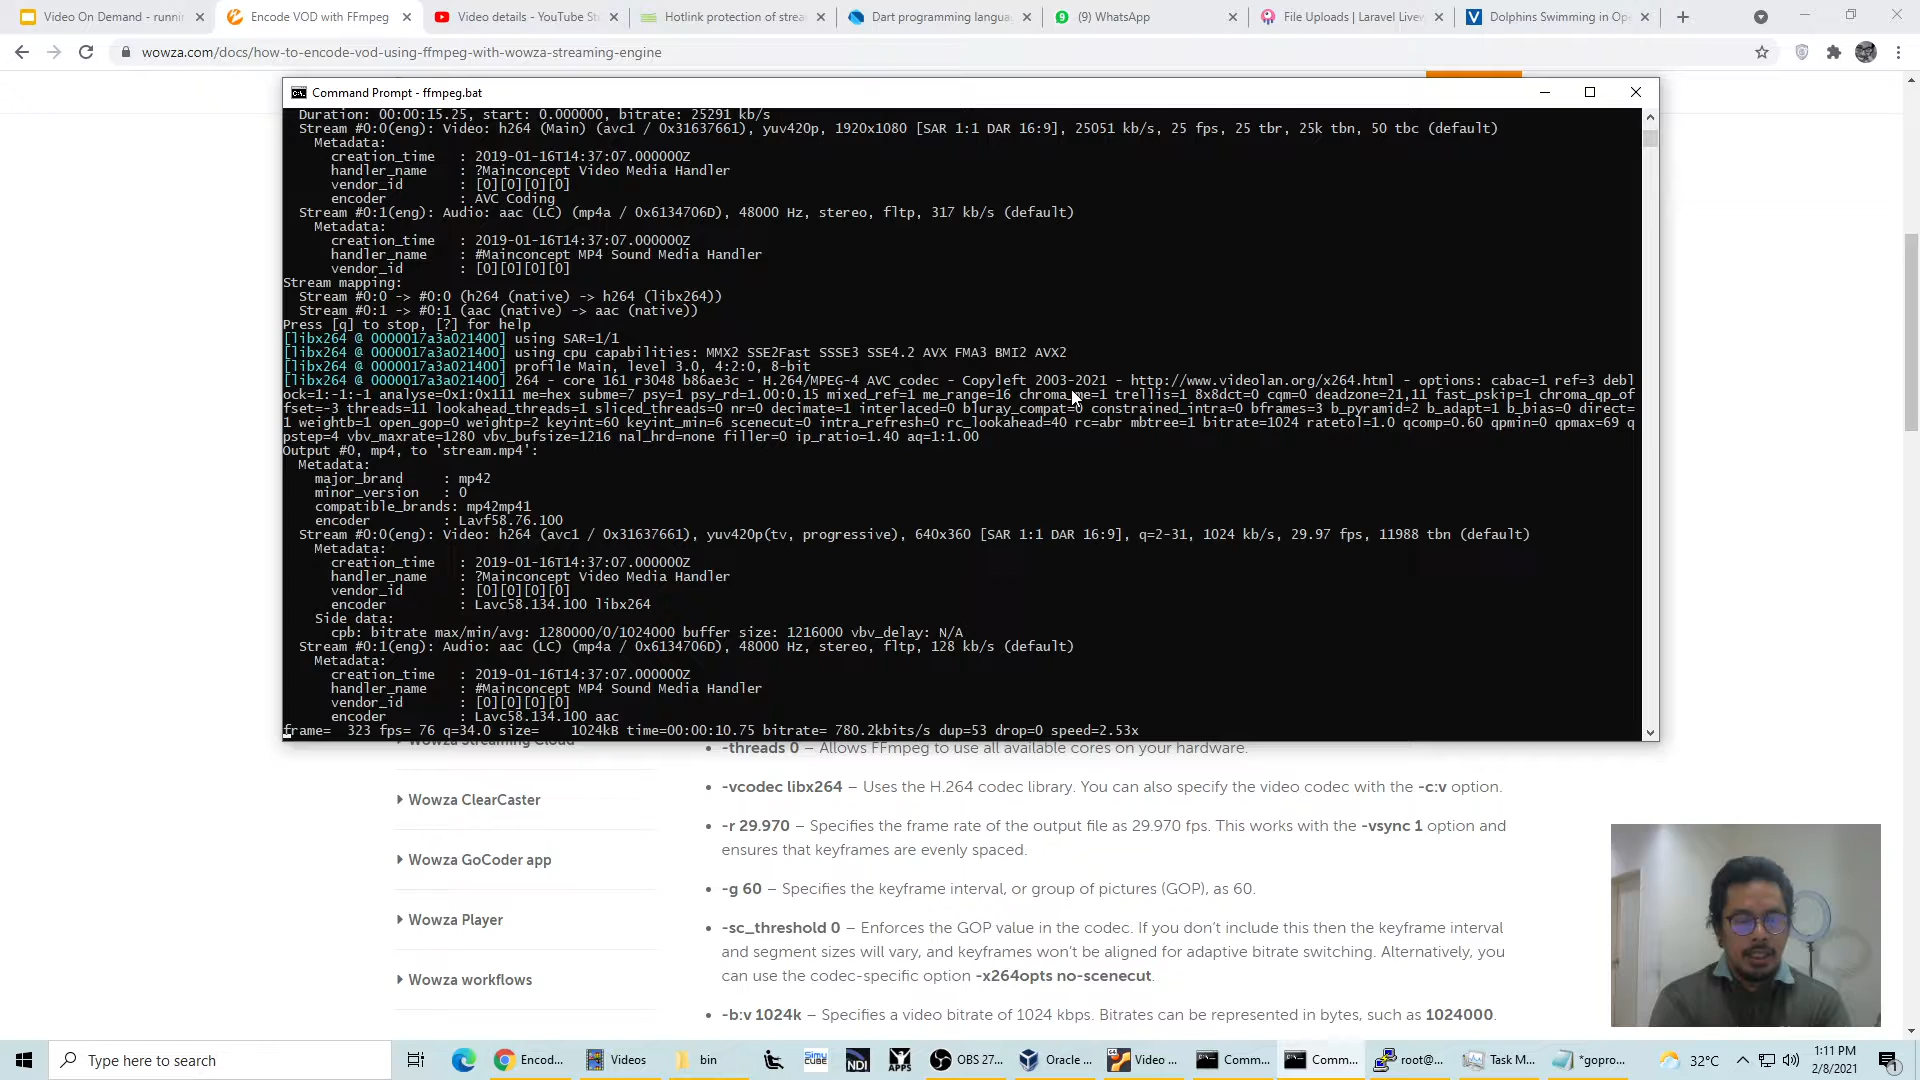 Video On Demand - runni
Encode VOD with FFmpeg
Video details - YouTube St
Hotlink protection of strea
Dart programming langua
(9) WhatsApp
File Uploads | Laravel Livew
Dolphins Swimming in Op
wowza.com/docs/how-to-encode-vod-using-ffmpeg-with-wowza-streaming-engine
Command Prompt - ffmpeg.bat
Duration: 00:00:15.25, start: 0.000000, bitrate: 25291 kb/s
Stream #0:0(eng): Video: h264 (Main) (avc1 / 0x31637661), yuv420p, 1920x1080 [SAR 1:1 DAR 16:9], 25051 kb/s, 25 fps, 25 tbr, 25k tbn, 50 tbc (default)
Metadata:
creation_time : 2019-01-16T14:37:07.000000Z
handler_name : ?Mainconcept Video Media Handler
vendor_id : [0][0][0][0]
encoder : AVC Coding
Stream #0:1(eng): Audio: aac (LC) (mp4a / 0x6134706D), 48000 Hz, stereo, fltp, 317 kb/s (default)
Metadata:
creation_time : 2019-01-16T14:37:07.000000Z
handler_name : #Mainconcept MP4 Sound Media Handler
vendor_id : [0][0][0][0]
Stream mapping:
Stream #0:0 -> #0:0 (h264 (native) -> h264 (libx264))
Stream #0:1 -> #0:1 (aac (native) -> aac (native))
Press [q] to stop, [?] for help
[libx264 @ 0000017a3a021400] using SAR=1/1
[libx264 @ 0000017a3a021400] using cpu capabilities: MMX2 SSE2Fast SSSE3 SSE4.2 AVX FMA3 BMI2 AVX2
[libx264 @ 0000017a3a021400] profile Main, level 3.0, 4:2:0, 8-bit
[libx264 @ 0000017a3a021400] 264 - core 161 r3048 b86ae3c - H.264/MPEG-4 AVC codec - Copyleft 2003-2021 - http://www.videolan.org/x264.html - options: cabac=1 ref=3 debl
ock=1:-1:-1 analyse=0x1:0x111 me=hex subme=7 psy=1 psy_rd=1.00:0.15 mixed_ref=1 me_range=16 chroma_me=1 trellis=1 8x8dct=0 cqm=0 deadzone=21,11 fast_pskip=1 chroma_qp_of
fset=-3 threads=11 lookahead_threads=1 sliced_threads=0 nr=0 decimate=1 interlaced=0 bluray_compat=0 constrained_intra=0 bframes=3 b_pyramid=2 b_adapt=1 b_bias=0 direct=
1 weightb=1 open_gop=0 weightp=2 keyint=60 keyint_min=6 scenecut=0 intra_refresh=0 rc_lookahead=40 rc=abr mbtree=1 bitrate=1024 ratetol=1.0 qcomp=0.60 qpmin=0 qpmax=69 q
pstep=4 vbv_maxrate=1280 vbv_bufsize=1216 nal_hrd=none filler=0 ip_ratio=1.40 aq=1:1.00
Output #0, mp4, to 'stream.mp4':
Metadata:
major_brand : mp42
minor_version : 0
compatible_brands: mp42mp41
encoder : Lavf58.76.100
Stream #0:0(eng): Video: h264 (avc1 / 0x31637661), yuv420p(tv, progressive), 640x360 [SAR 1:1 DAR 16:9], q=2-31, 1024 kb/s, 29.97 fps, 11988 tbn (default)
Metadata:
creation_time : 2019-01-16T14:37:07.000000Z
handler_name : ?Mainconcept Video Media Handler
vendor_id : [0][0][0][0]
encoder : Lavc58.134.100 libx264
Side data:
cpb: bitrate max/min/avg: 1280000/0/1024000 buffer size: 1216000 vbv_delay: N/A
Stream #0:1(eng): Audio: aac (LC) (mp4a / 0x6134706D), 48000 Hz, stereo, fltp, 128 kb/s (default)
Metadata:
creation_time : 2019-01-16T14:37:07.000000Z
handler_name : #Mainconcept MP4 Sound Media Handler
vendor_id : [0][0][0][0]
encoder : Lavc58.134.100 aac
frame= 323 fps= 76 q=34.0 size= 1024kB time=00:00:10.75 bitrate= 780.2kbits/s dup=53 drop=0 speed=2.53x
Wowza Streaming Cloud
Wowza ClearCaster
Wowza GoCoder app
Wowza Player
Wowza workflows
-threads 0 – Allows FFmpeg to use all available cores on your hardware.
-vcodec libx264 – Uses the H.264 codec library. You can also specify the video codec with the -c:v option.
-r 29.970 – Specifies the frame rate of the output file as 29.970 fps. This works with the -vsync 1 option and
ensures that keyframes are evenly spaced.
-g 60 – Specifies the keyframe interval, or group of pictures (GOP), as 60.
-sc_threshold 0 – Enforces the GOP value in the codec. If you don't include this then the keyframe interval
and segment sizes will vary, and keyframes won't be aligned for adaptive bitrate switching. Alternatively, you
can use the codec-specific option -x264opts no-scenecut.
-b:v 1024k – Specifies a video bitrate of 1024 kbps. Bitrates can be represented in bytes, such as 1024000.
Type here to search
Encod...
Videos
bin
SIMU CUBE
NDI
APPS
OBS 27...
Oracle ...
Video ...
Comm...
Comm...
root@...
Task M...
*gopro...
32°C
1:11 PM
2/8/2021
1